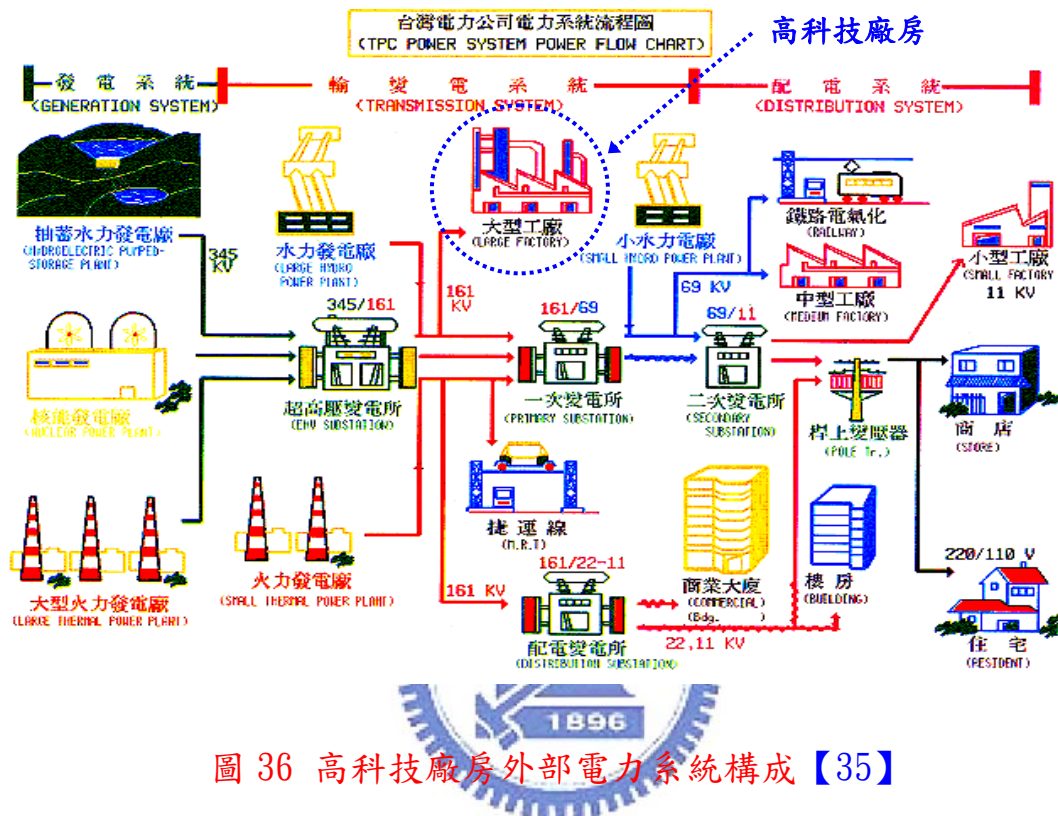 台灣電力公司電力系統流程圖
(TPC POWER SYSTEM POWER FLOW CHART)
高科技廠房
發電系統
(GENERATION SYSTEM)
輸變電系統
(TRANSMISSION SYSTEM)
配電系統
(DISTRIBUTION SYSTEM)
抽蓄水力發電廠
(HYDROELECTRIC PUMPED-
STORAGE PLANT)
345
KV
水力發電廠
(LARGE HYDRO
POWER PLANT)
大型工廠
(LARGE FACTORY)
小水力電廠
(SMALL HYDRO POWER PLANT)
鐵路電氣化
(RAILWAY)
小型工廠
(SMALL FACTORY
11 KV
69 KV
中型工廠
(MEDIUM FACTORY)
161
KV
345/161
161/69
69/11
核能發電廠
(NUCLEAR POWER PLANT)
超高壓變電所
(EHV SUBSTATION)
一次變電所
(PRIMARY SUBSTATION)
二次變電所
(SECONDARY
SUBSTATION)
桿上變壓器
(POLE Tr.)
商店
(STORE)
捷運線
(M.R.T)
大型火力發電廠
(LARGE THERMAL POWER PLANT)
火力發電廠
(SMALL THERMAL POWER PLANT)
161 KV
161/22-11
配電變電所
(DISTRIBUTION SUBSTATION)
商業大廈
(COMMERCIAL)
(Bdg. )
樓房
(BUILDING)
22,11 KV
220/110 V
住宅
(RESIDENT)
1896
圖 36 高科技廠房外部電力系統構成【35】